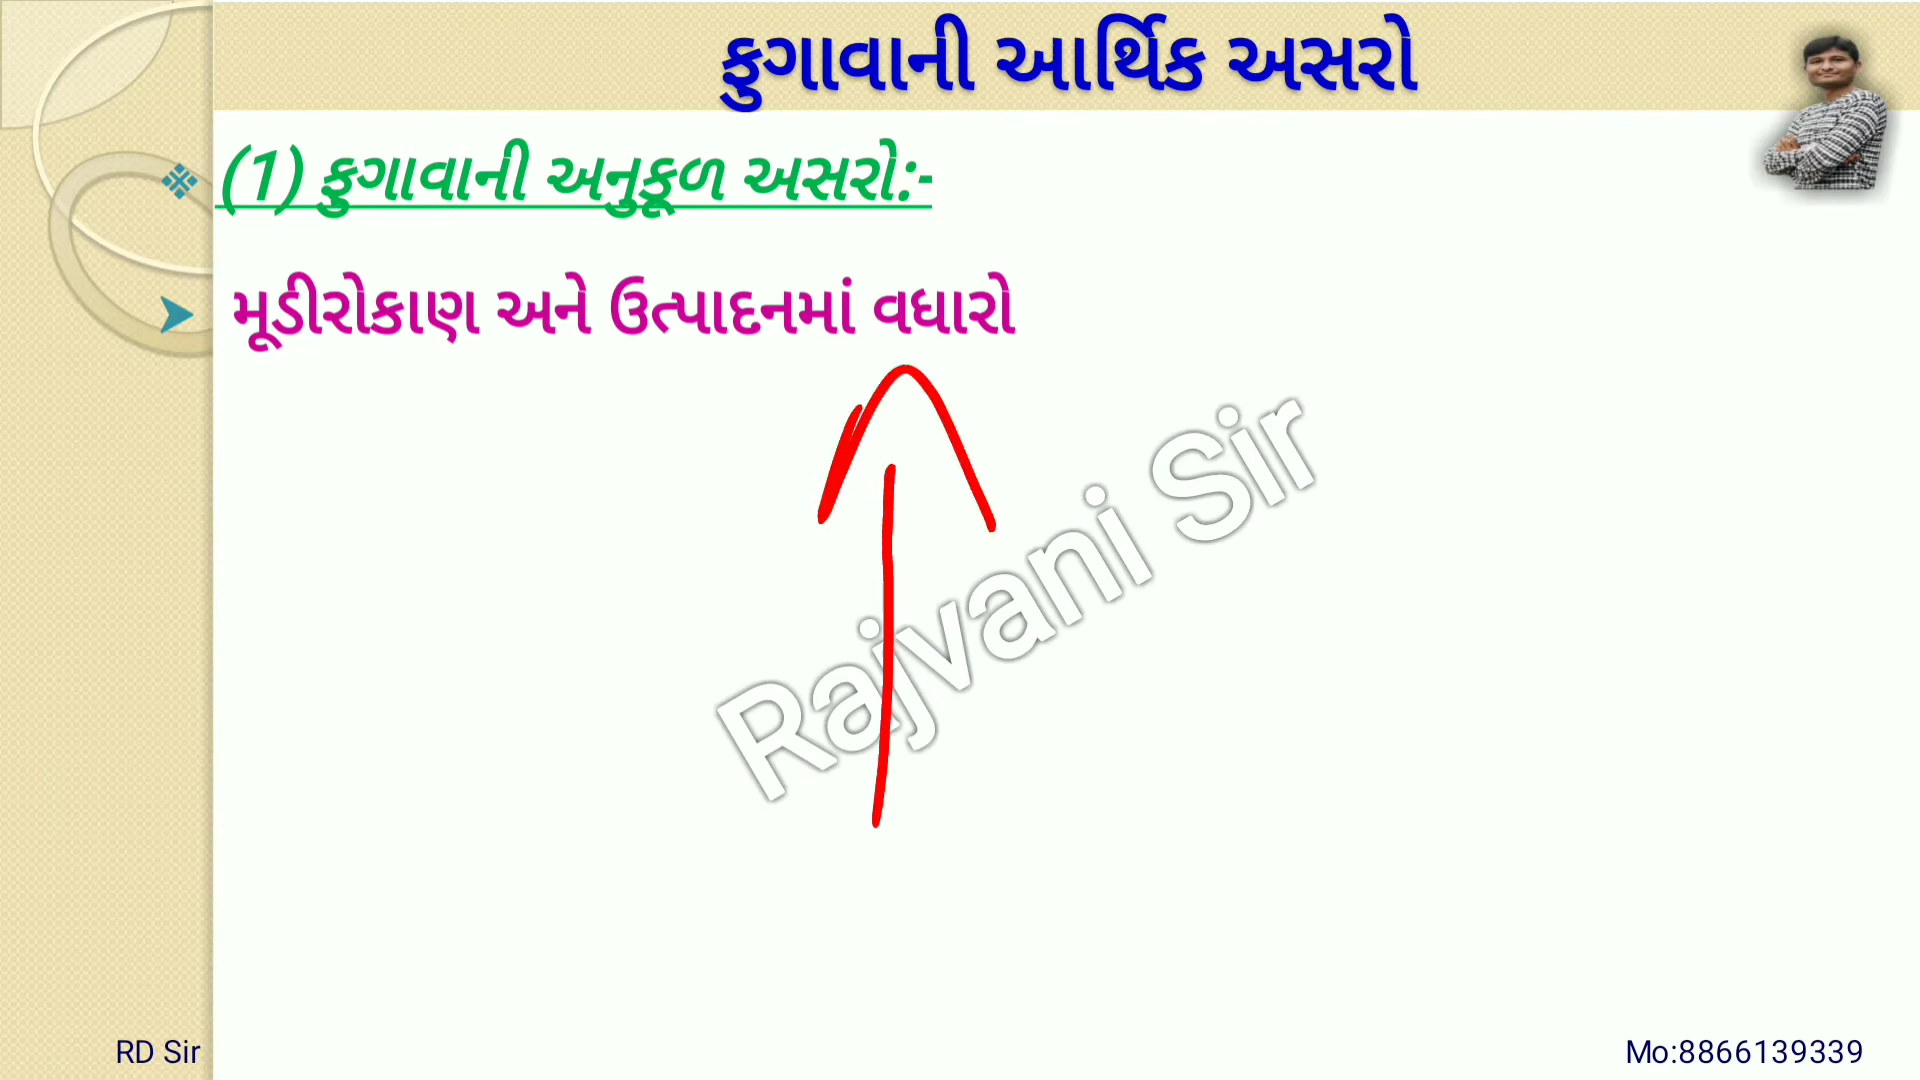 ફુગાવાની આર્થિક અસરો
(1) ફુગાવાની અનુકૂળ અસરો:-
મૂડીરોકાણ અને ઉત્પાદનમાં વધારો
Rajvani Sir
RD Sir
Mo:8866139339